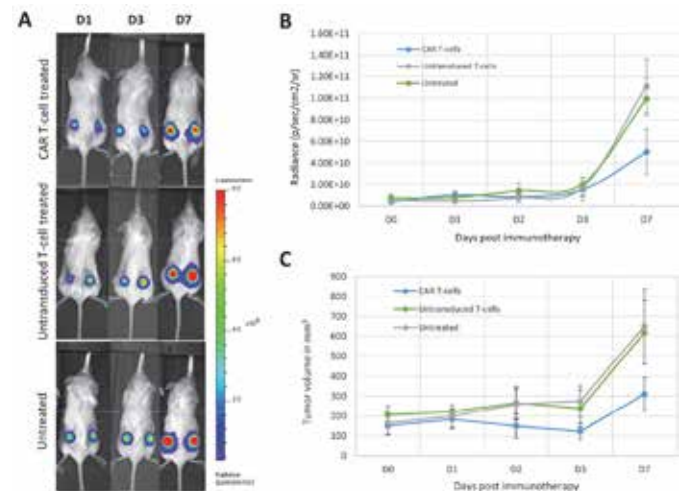 A
D1 D3 D7
CAR T-cell treated
Untransduced T-cell treated
Untreated
B
1.60E+11
1.40E+11
1.20E+11
1.00E+11
8.00E+10
6.00E+10
4.00E+10
2.00E+10
0.00E+00
Radiance (p/sec/cm2/sr)
CAR T-cells
Untransduced T-cells
Untreated
D0 D1 D2 D3 D7
Days post immunotherapy
C
900
800
700
600
500
400
300
200
100
0
Tumor volume in mm³
CAR T-cells
Untransduced T-cells
Untreated
D0 D1 D2 D3 D7
Days post immunotherapy